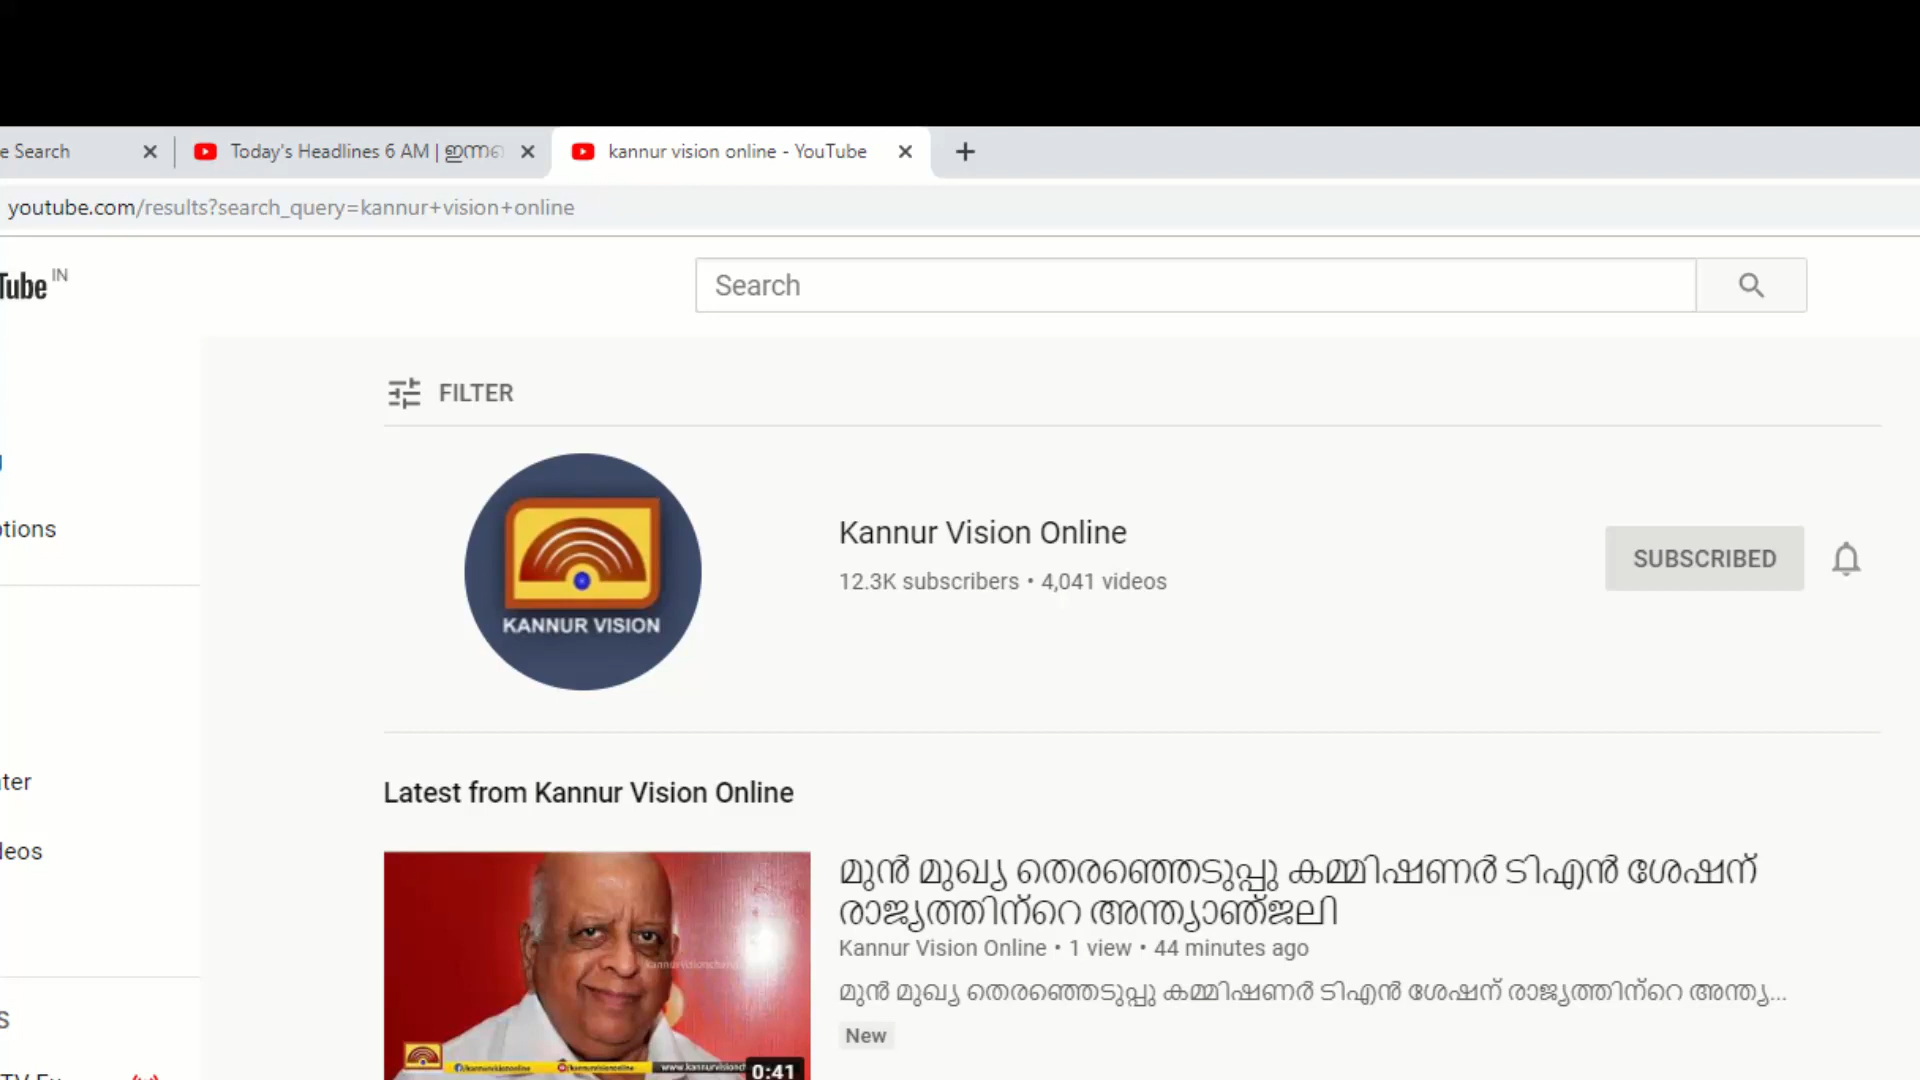 e Search
Today's Headlines 6 AM |
kannur vision online - YouTube
youtube.com/results?search_query=kannur+vision+online
Tube IN
Search
FILTER
KANNUR VISION
Kannur Vision Online
12.3K subscribers • 4,041 videos
SUBSCRIBED
Latest from Kannur Vision Online
മുൻ മുഖ്യ തെരഞ്ഞെടുപ്പു കമ്മിഷണർ ടിഎൻ ശേഷന്
രാജ്യത്തിന്റെ അന്ത്യാഞ്ജലി
Kannur Vision Online • 1 view • 44 minutes ago
മുൻ മുഖ്യ തെരഞ്ഞെടുപ്പു കമ്മിഷണർ ടിഎൻ ശേഷന് രാജ്യത്തിന്റെ അന്ത്യ...
New
0:41